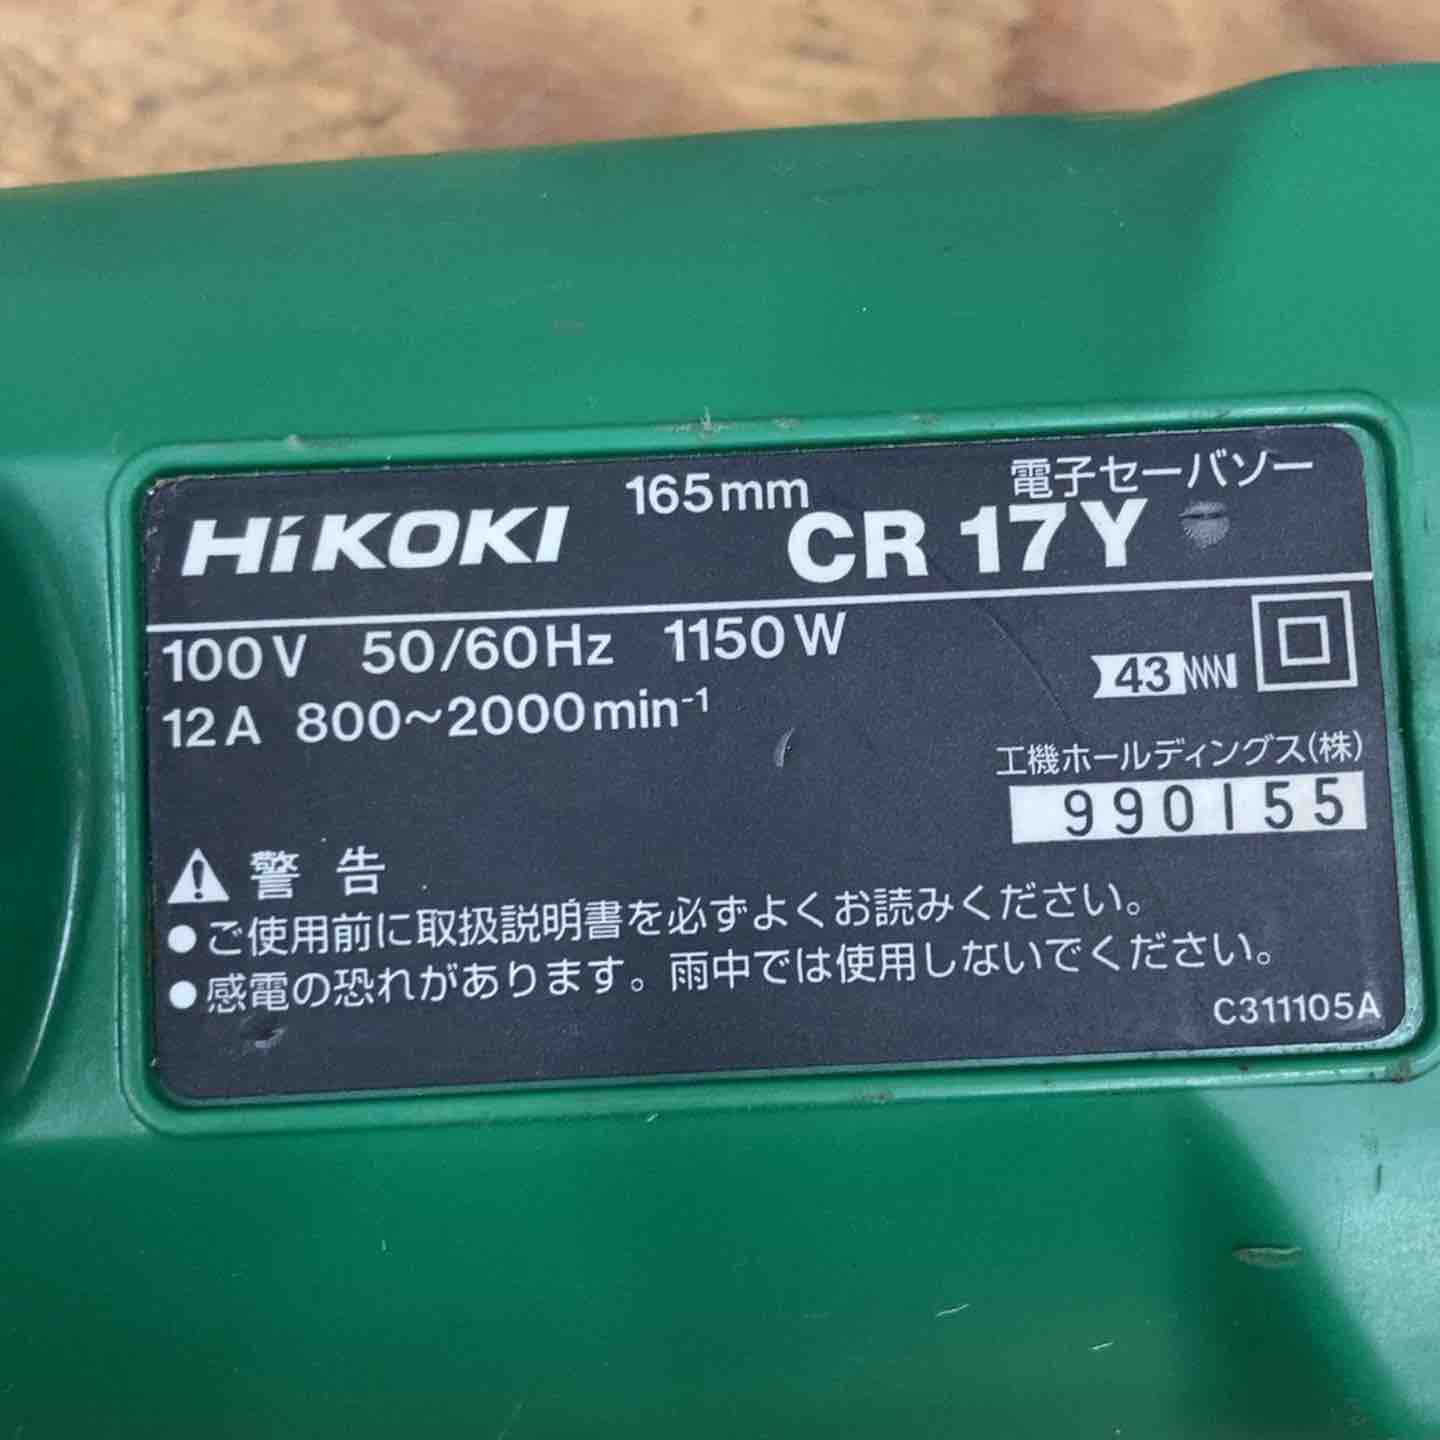 165mm 電子セーバソー
HiKOKI CR 17Y
100V 50/60Hz 1150W
12A 800~2000min⁻¹
43
工機ホールディングス(株)
990155
警告
●ご使用前に取扱説明書を必ずよくお読みください。
●感電の恐れがあります。雨中では使用しないでください。
C311105A